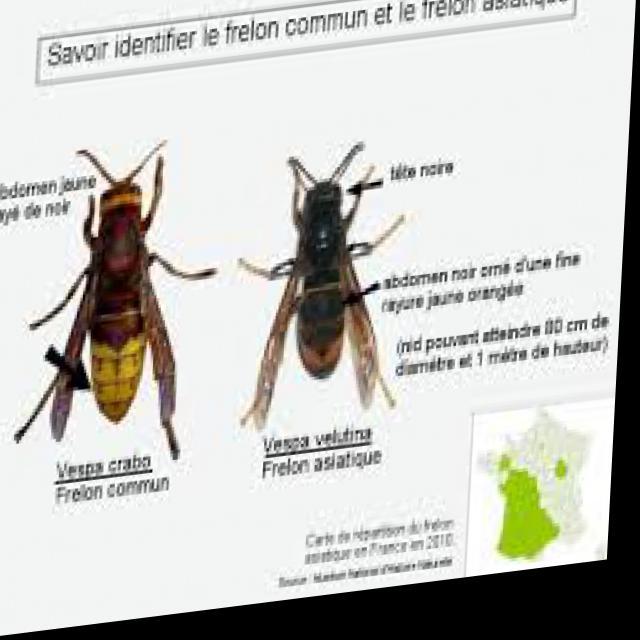 Savoir identifier le frelon commun et le frelon asiatique
abdomen jaune
rayé de noir
tête noire
abdomen noir orné d'une fine
rayure jaune orangée
(nid pouvant atteindre 80 cm de
diamètre et 1 mètre de hauteur)
Vespa crabo
Frelon commun
Vespa velutina
Frelon asiatique
Carte de répartition du frelon
asiatique en France en 2010